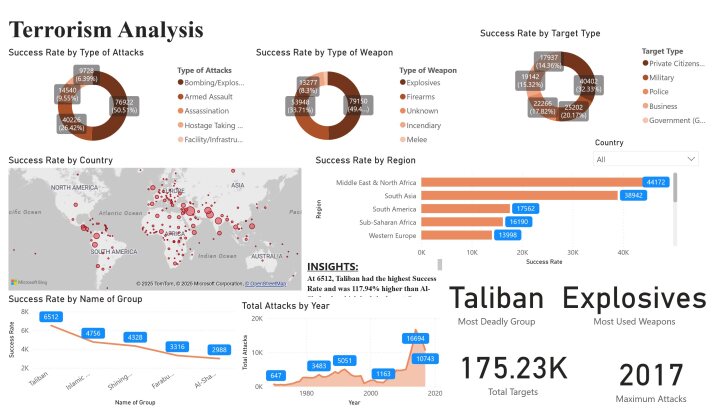 Terrorism Analysis
Success Rate by Type of Attacks
9728
(6.39%)
14540
(9.55%)
40226
(26.42%)
76922
(50.51%)
Type of Attacks
Bombing/Explos...
Armed Assault
Assassination
Hostage Taking ...
Facility/Infrastru...
Success Rate by Type of Weapon
13277
(8.3%)
53948
(33.71%)
79150
(49.4...)
Type of Weapon
Explosives
Firearms
Unknown
Incendiary
Melee
Success Rate by Target Type
17937
(14.36%)
19142
(15.32%)
22266
(17.82%)
25202
(20.17%)
40402
(32.33%)
Target Type
Private Citizens...
Military
Police
Business
Government (G...
Country
All
Success Rate by Country
NORTH AMERICA
EUROPE
ASIA
cific Ocean
Atlantic Ocean
AFRICA
SOUTH AMERICA
Indian Ocean
AUSTRALIA
Microsoft Bing
© 2025 TomTom, © 2025 Microsoft Corporation, © OpenStreetMap
Success Rate by Region
Region
Middle East & North Africa
44172
South Asia
38942
South America
17562
Sub-Saharan Africa
16190
Western Europe
13998
0K
10K
20K
30K
40K
Success Rate
INSIGHTS:
At 6512, Taliban had the highest Success
Rate and was 117.94% higher than Al-
Success Rate by Name of Group
Success Rate
8K
6K
4K
2K
6512
4756
4328
3316
2988
Taliban
Islamic...
Shining...
Farabu...
Al-Sha...
Name of Group
Total Attacks by Year
Total Attacks
20K
10K
0K
647
3483
5051
1163
16694
10743
1980
2000
2020
Year
Taliban
Most Deadly Group
Explosives
Most Used Weapons
175.23K
Total Targets
2017
Maximum Attacks